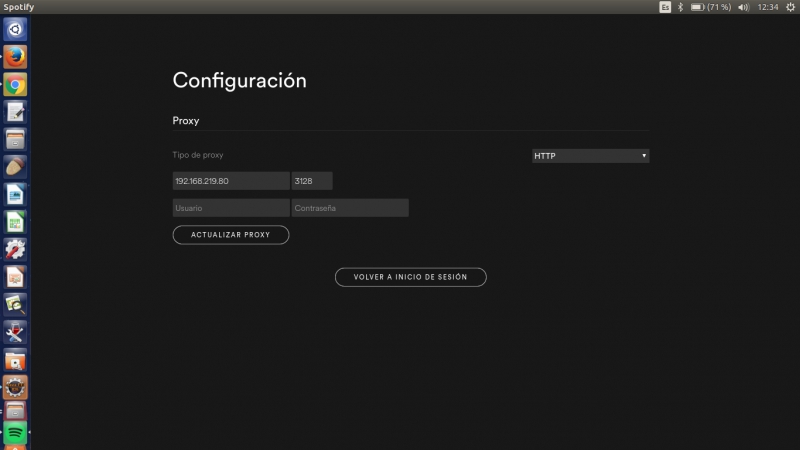 Spotify Es (71 %) 12:34
Configuración
Proxy
Tipo de proxy HTTP
192.168.219.80 3128
Usuario Contraseña
ACTUALIZAR PROXY
VOLVER A INICIO DE SESIÓN